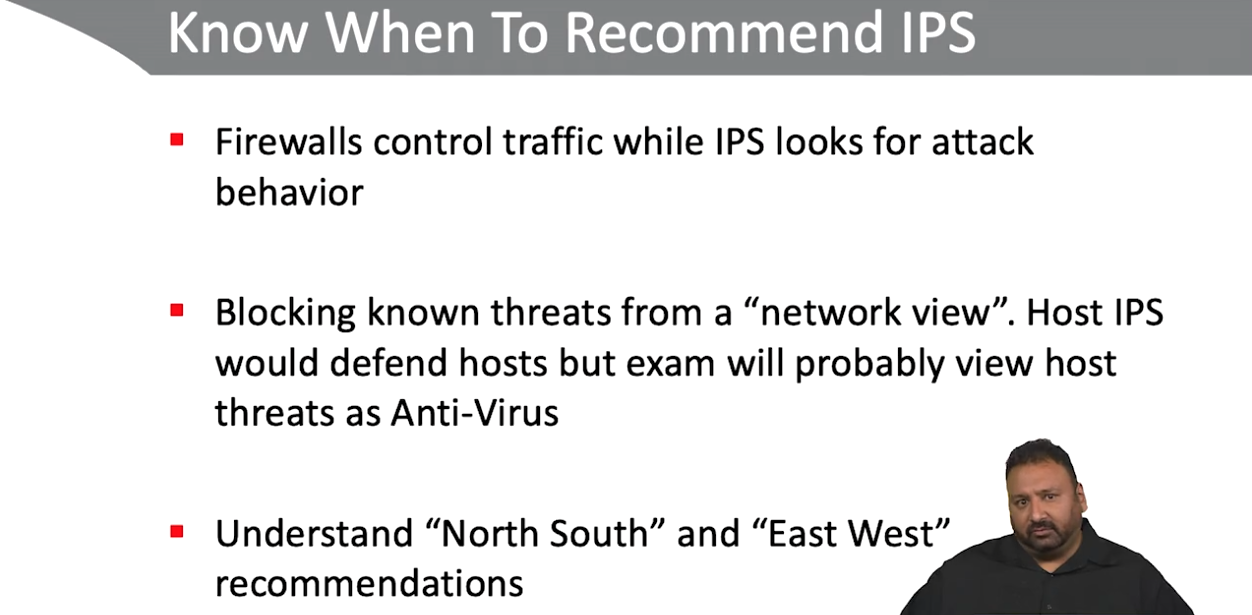 Know When To Recommend IPS
Firewalls control traffic while IPS looks for attack
behavior
Blocking known threats from a “network view”. Host IPS
would defend hosts but exam will probably view host
threats as Anti-Virus
Understand “North South” and “East West”
recommendations